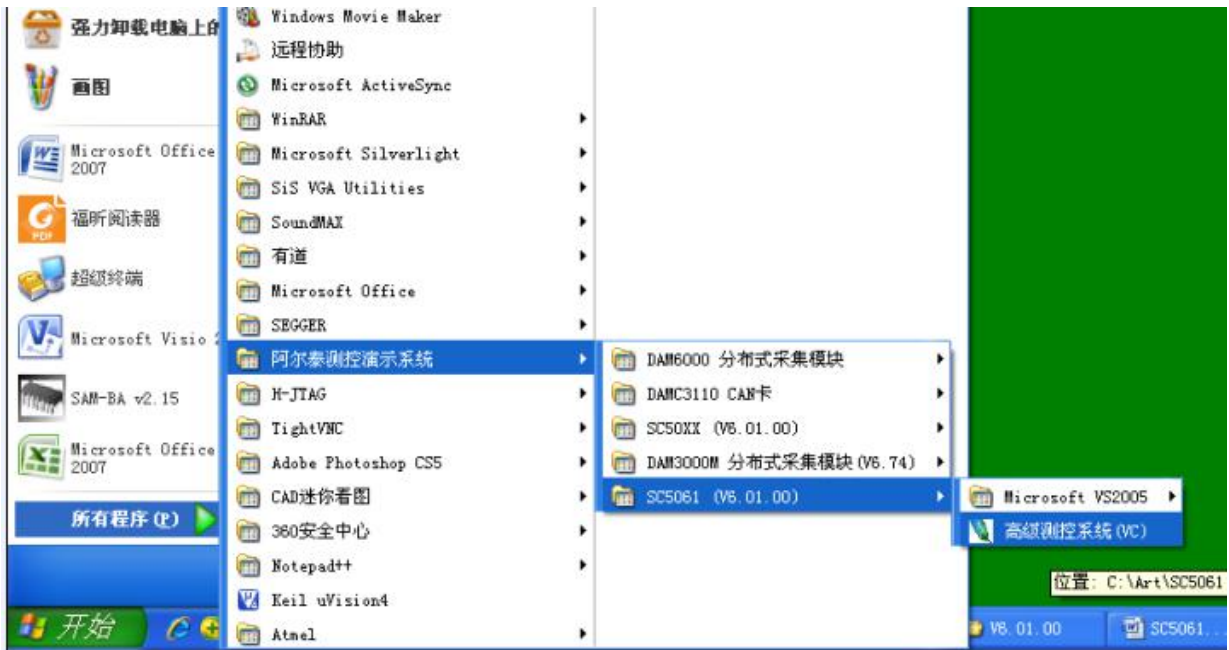 强力卸载电脑上的
画图
Microsoft Office
2007
福昕阅读器
超级终端
Microsoft Visio 2
SAM-BA v2.15
Microsoft Office
2007
所有程序(P)
Windows Movie Maker
远程协助
Microsoft ActiveSync
WinRAR
Microsoft Silverlight
SiS VGA Utilities
SoundMAX
有道
Microsoft Office
SEGGER
阿尔泰测控演示系统
H-JTAG
TightVNC
Adobe Photoshop CS5
CAD迷你看图
360安全中心
Notepad++
Keil uVision4
Atmel
DAM6000 分布式采集模块
DAMC3110 CAN卡
SC50XX (V6.01.00)
DAM3000M 分布式采集模块(V6.74)
SC5061 (V6.01.00)
Microsoft VS2005
高级测控系统(VC)
位置: C:\Art\SC5061
开始
V6.01.00
SC5061...